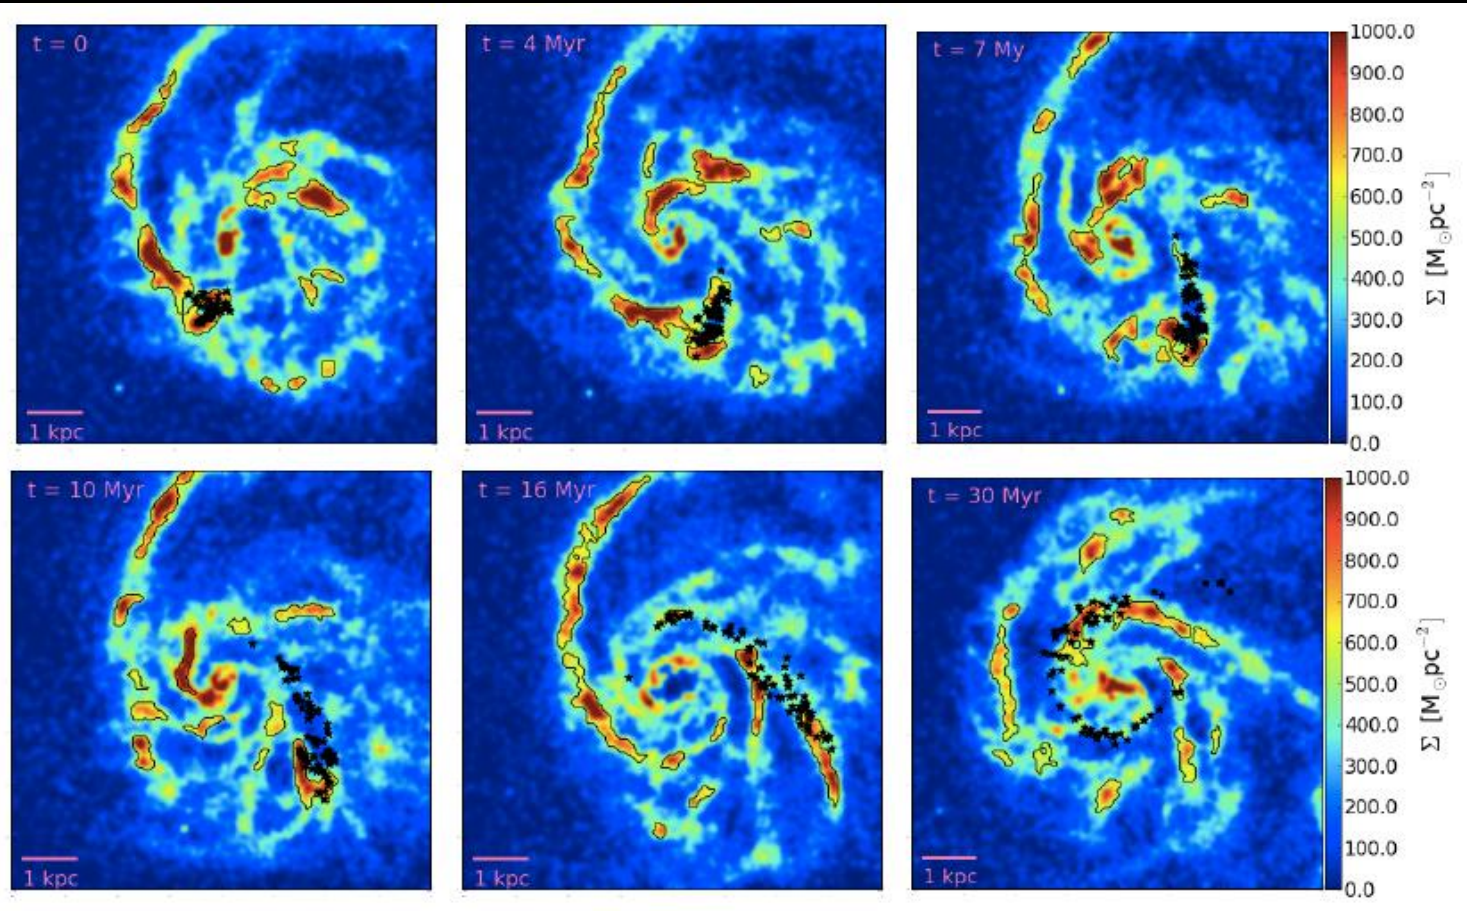 t = 0
t = 4 Myr
t = 7 My
1 kpc
1 kpc
1 kpc
1000.0
900.0
800.0
700.0
600.0
500.0
400.0
300.0
200.0
100.0
0.0
Σ [M☉pc⁻²]
t = 10 Myr
t = 16 Myr
t = 30 Myr
1 kpc
1 kpc
1 kpc
1000.0
900.0
800.0
700.0
600.0
500.0
400.0
300.0
200.0
100.0
0.0
Σ [M☉pc⁻²]